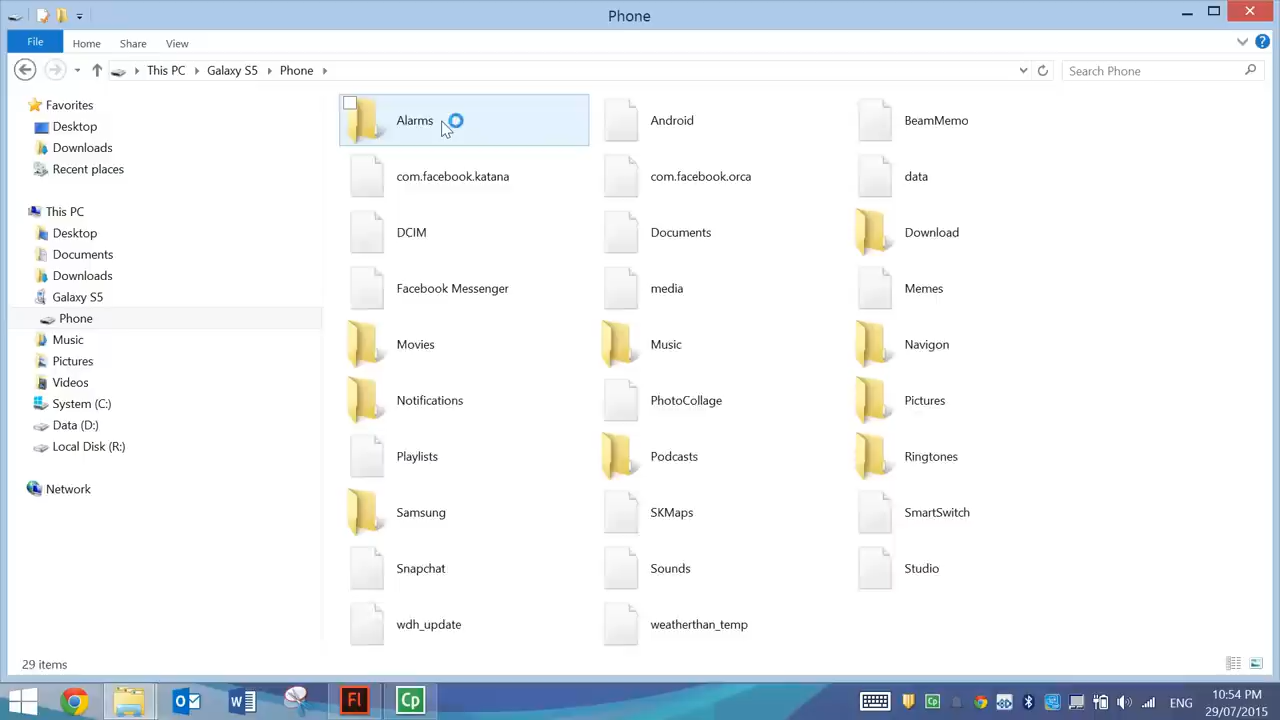 Phone
File Home Share View
This PC Galaxy S5 Phone
Search Phone
Favorites
Desktop
Downloads
Recent places
This PC
Desktop
Documents
Downloads
Galaxy S5
Phone
Music
Pictures
Videos
System (C:)
Data (D:)
Local Disk (R:)
Network
Alarms Android BeamMemo
com.facebook.katana com.facebook.orca data
DCIM Documents Download
Facebook Messenger media Memes
Movies Music Navigon
Notifications PhotoCollage Pictures
Playlists Podcasts Ringtones
Samsung SKMaps SmartSwitch
Snapchat Sounds Studio
wdh_update weatherthan_temp
29 items
Fl Cp ENG 10:54 PM
29/07/2015